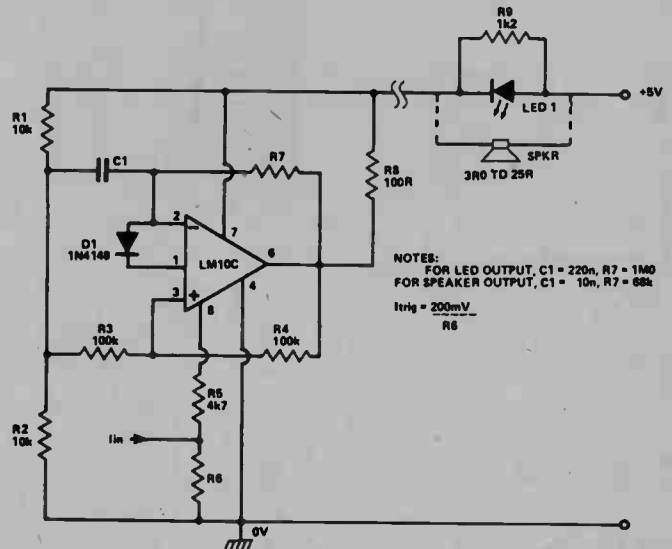 R9
1k2
+5V
LED 1
R1
10k
C1
R7
R8
100R
SPKR
3R0 TD 25R
2
−
7
D1
1N4148
LM10C
6
1
4
3
+
8
NOTES:
FOR LED OUTPUT, C1 = 220n, R7 = 1M0
FOR SPEAKER OUTPUT, C1 = 10n, R7 = 68k
Itrig = 200mV
R6
R3
100k
R4
100k
R5
4k7
R2
10k
Iin
R6
0V